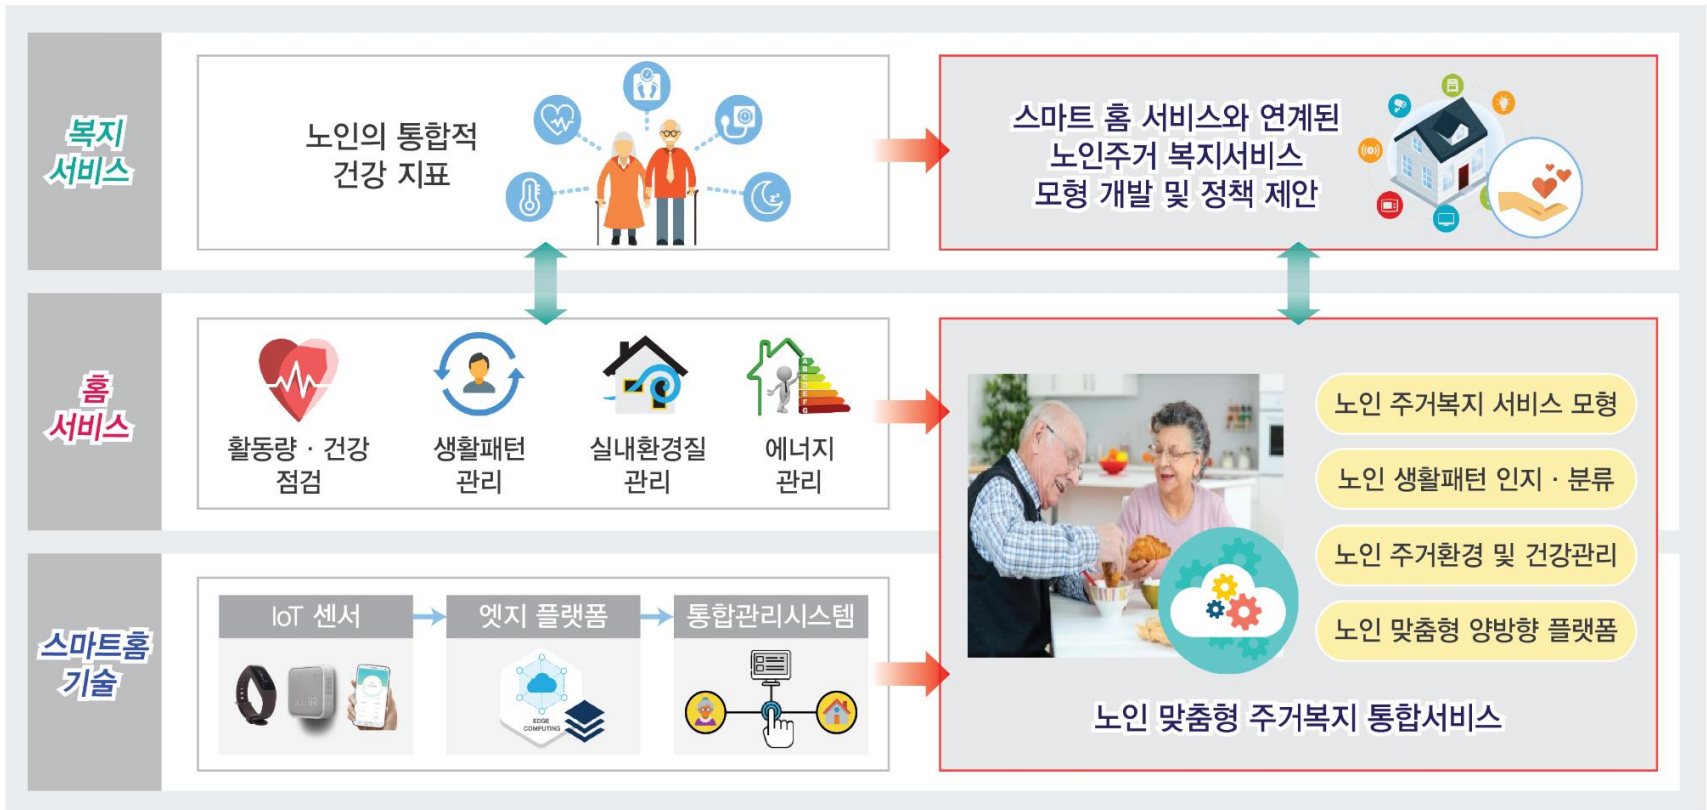 복지
서비스
노인의 통합적
건강 지표
스마트 홈 서비스와 연계된
노인주거 복지서비스
모형 개발 및 정책 제안
홈
서비스
활동량 · 건강
점검
생활패턴
관리
실내환경질
관리
에너지
관리
A
B
C
D
E
F
G
노인 주거복지 서비스 모형
노인 생활패턴 인지 · 분류
노인 주거환경 및 건강관리
노인 맞춤형 양방향 플랫폼
노인 맞춤형 주거복지 통합서비스
스마트홈
기술
IoT 센서
엣지 플랫폼
통합관리시스템
EDGE
COMPUTING